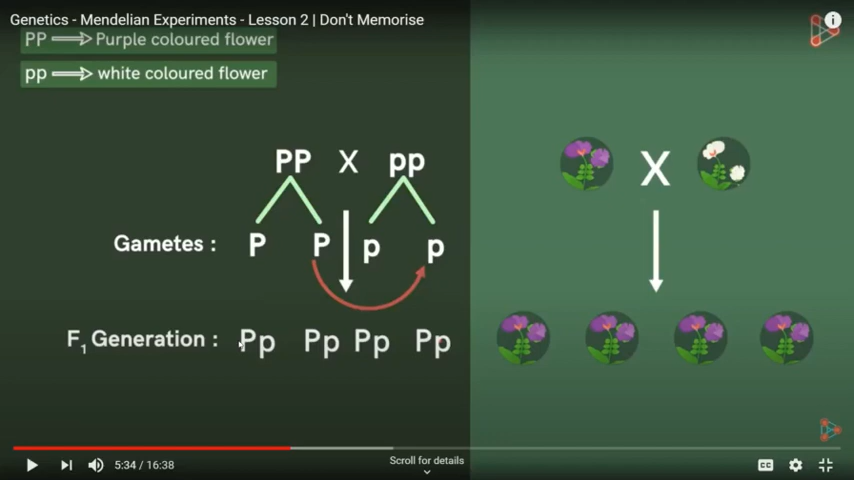 Genetics - Mendelian Experiments - Lesson 2 | Don't Memorise
PP ⟹ Purple coloured flower
pp ⟹ white coloured flower
PP X pp
X
Gametes : P P p p
F₁ Generation : Pp Pp Pp Pp
5:34 / 16:38
Scroll for details
CC